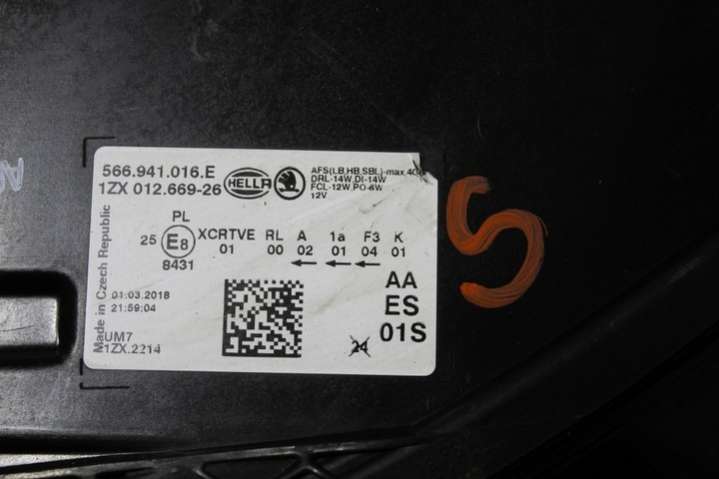 566.941.016.E
1ZX 012.669-26
HELLA
AFS(LB,HB,SBL)-max.40W
DRL-14W,DI-14W
FCL-12W,PO-6W
12V
PL
25 E8 XCRTVE RL A 1a F3 K
01 00 02 01 04 01
8431
Made in Czech Republic
01.03.2018
21:59:04
AA
ES
01S
UM7
1ZX.2214
24
5